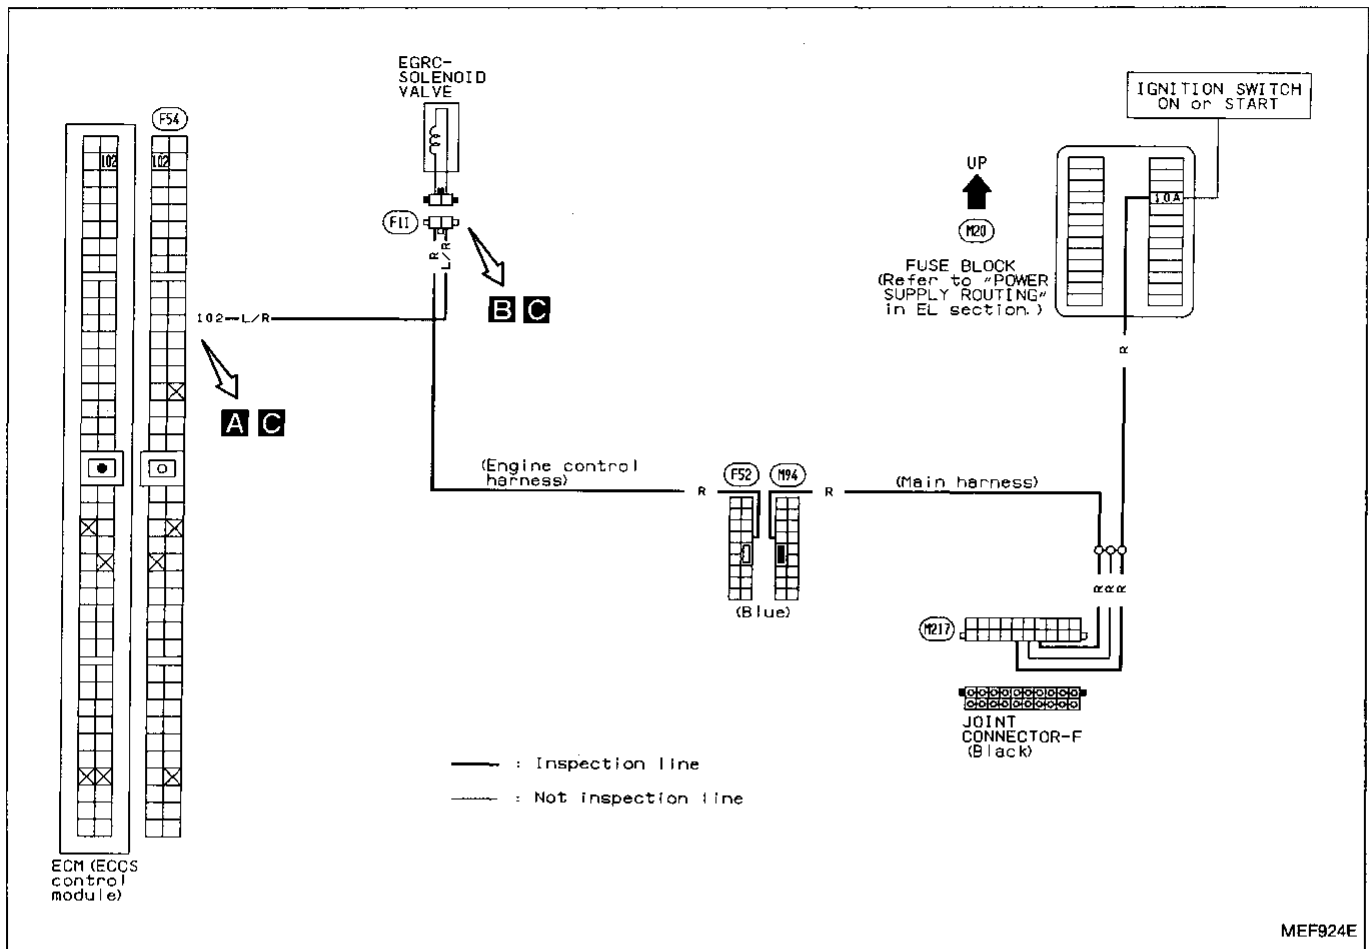 EGRC-
SOLENOID
VALVE
IGNITION SWITCH
ON or START
F54
102
102
UP
10A
F11
M20
R
L/R
FUSE BLOCK
(Refer to "POWER
SUPPLY ROUTING"
in EL section.)
B C
102—L/R
R
A C
(Engine control
harness)
F52
M94
(Main harness)
R
R
R
R
R
(Blue)
M217
JOINT
CONNECTOR-F
(Black)
: Inspection line
: Not inspection line
ECM (ECCS
control
module)
MEF924E